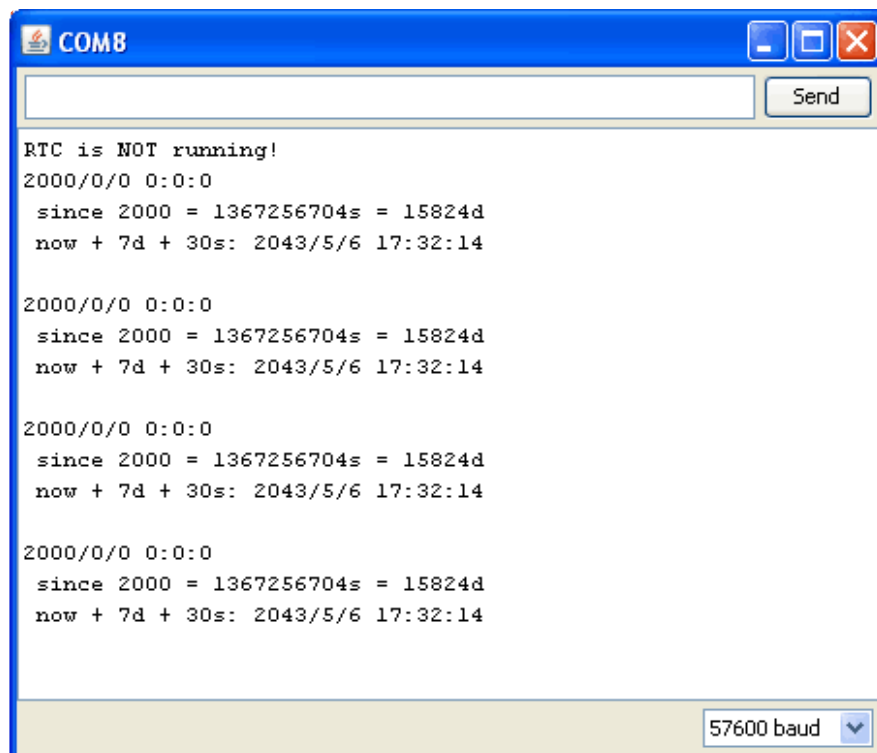 COM8
Send
RTC is NOT running!
2000/0/0 0:0:0
since 2000 = 1367256704s = 15824d
now + 7d + 30s: 2043/5/6 17:32:14
2000/0/0 0:0:0
since 2000 = 1367256704s = 15824d
now + 7d + 30s: 2043/5/6 17:32:14
2000/0/0 0:0:0
since 2000 = 1367256704s = 15824d
now + 7d + 30s: 2043/5/6 17:32:14
2000/0/0 0:0:0
since 2000 = 1367256704s = 15824d
now + 7d + 30s: 2043/5/6 17:32:14
57600 baud